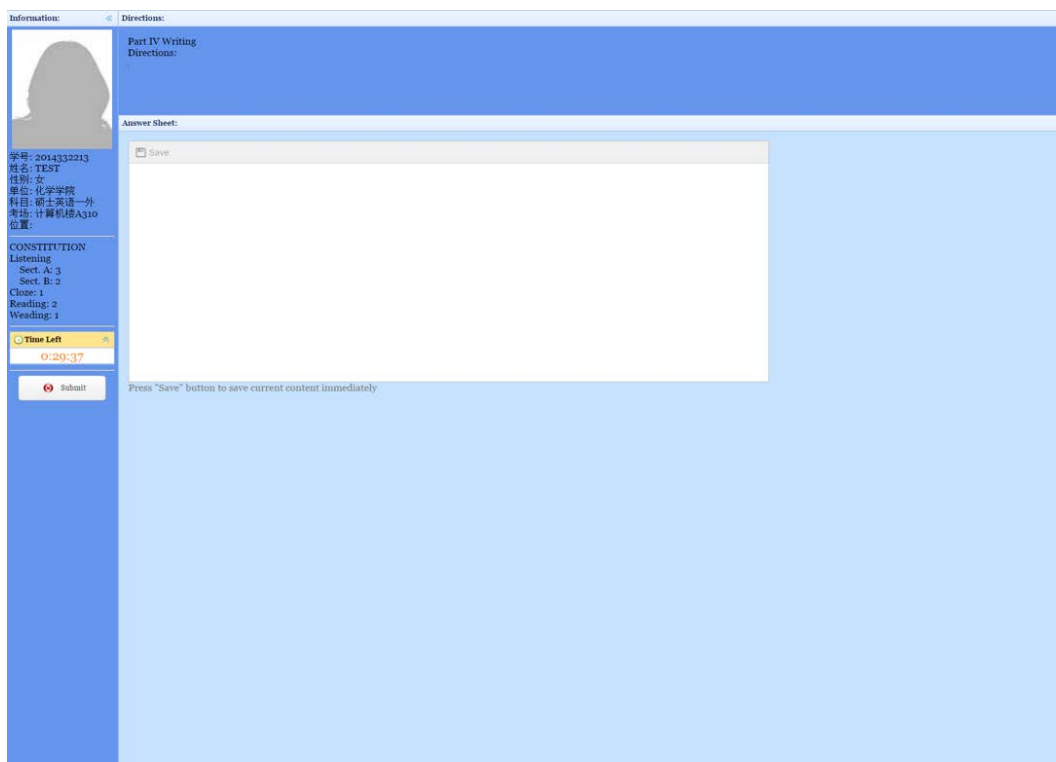 Information:
学号: 2014332213
姓名: TEST
性别: 女
单位: 化学学院
科目: 硕士英语一外
考场: 计算机楼A310
位置:
CONSTITUTION
Listening
Sect. A: 3
Sect. B: 2
Cloze: 1
Reading: 2
Weading: 1
Time Left
0:29:37
Submit
Directions:
Part IV Writing
Directions:
Answer Sheet:
Save
Press "Save" button to save current content immediately